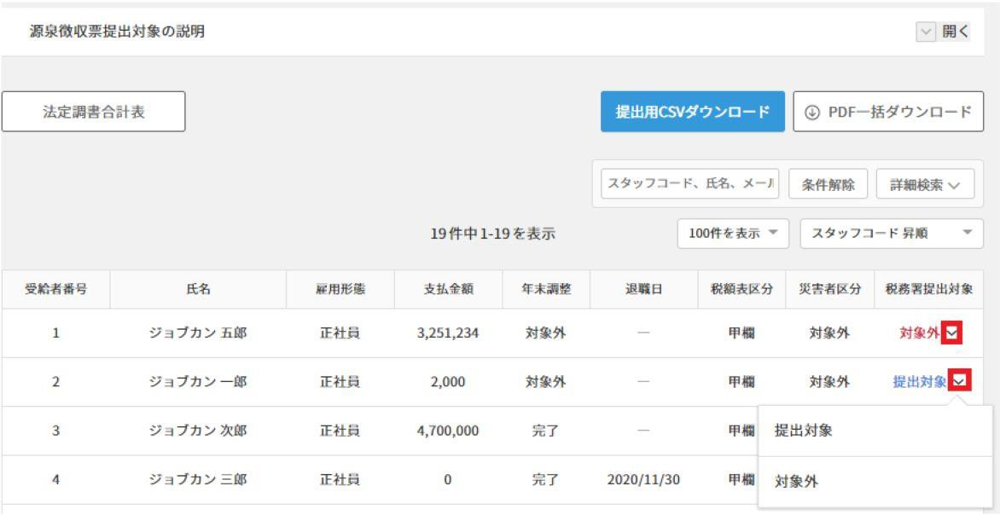 源泉徴収票提出対象の説明 開く
法定調書合計表 提出用CSVダウンロード PDF一括ダウンロード
スタッフコード、氏名、メール 条件解除 詳細検索
19件中1-19を表示 100件を表示 スタッフコード 昇順
受給者番号 氏名 雇用形態 支払金額 年末調整 退職日 税額表区分 災害者区分 税務署提出対象
1 ジョブカン 五郎 正社員 3,251,234 対象外 — 甲欄 対象外 対象外
2 ジョブカン 一郎 正社員 2,000 対象外 — 甲欄 対象外 提出対象
3 ジョブカン 次郎 正社員 4,700,000 完了 — 甲欄 提出対象
4 ジョブカン 三郎 正社員 0 完了 2020/11/30 甲欄 対象外